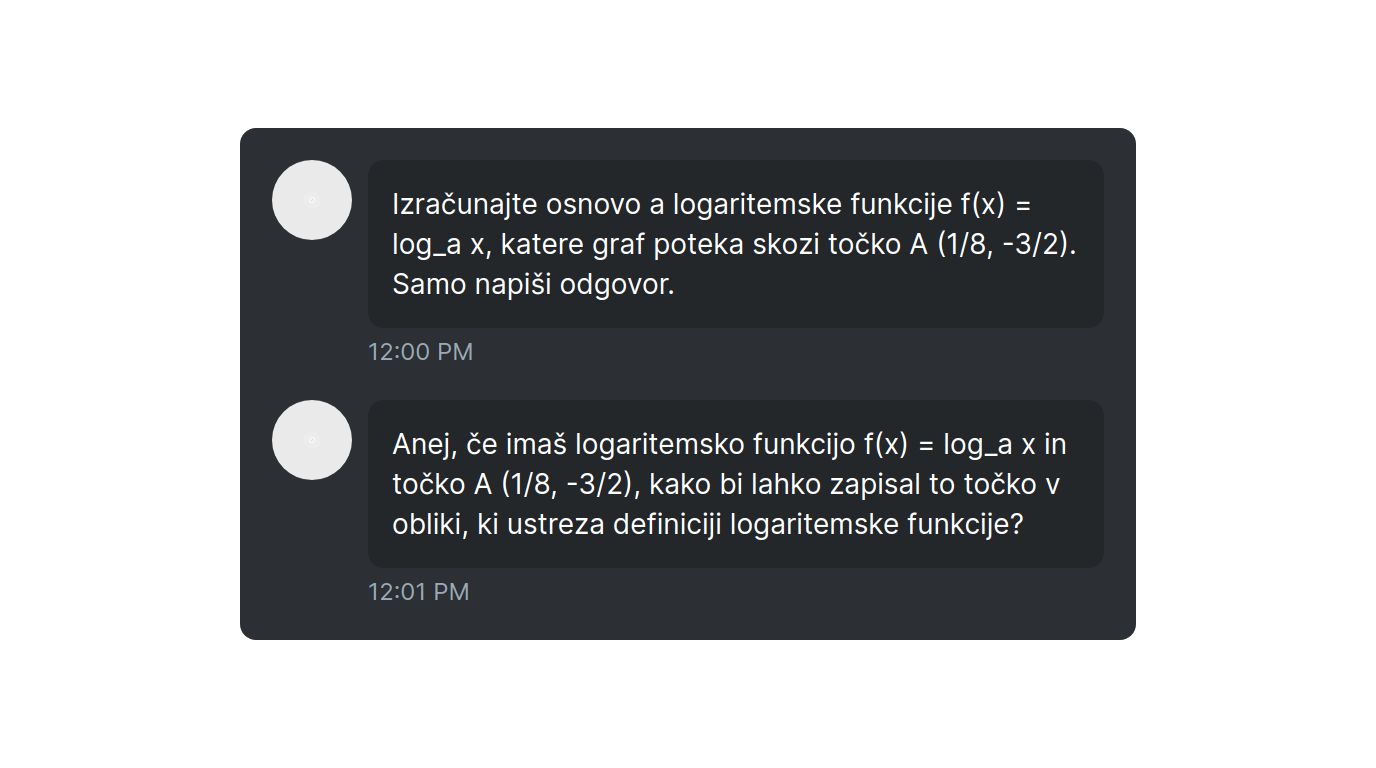 Izračunajte osnovo a logaritemske funkcije f(x) =
log_a x, katere graf poteka skozi točko A (1/8, -3/2).
Samo napiši odgovor.
12:00 PM
Anej, če imaš logaritemsko funkcijo f(x) = log_a x in
točko A (1/8, -3/2), kako bi lahko zapisal to točko v
obliki, ki ustreza definiciji logaritemske funkcije?
12:01 PM